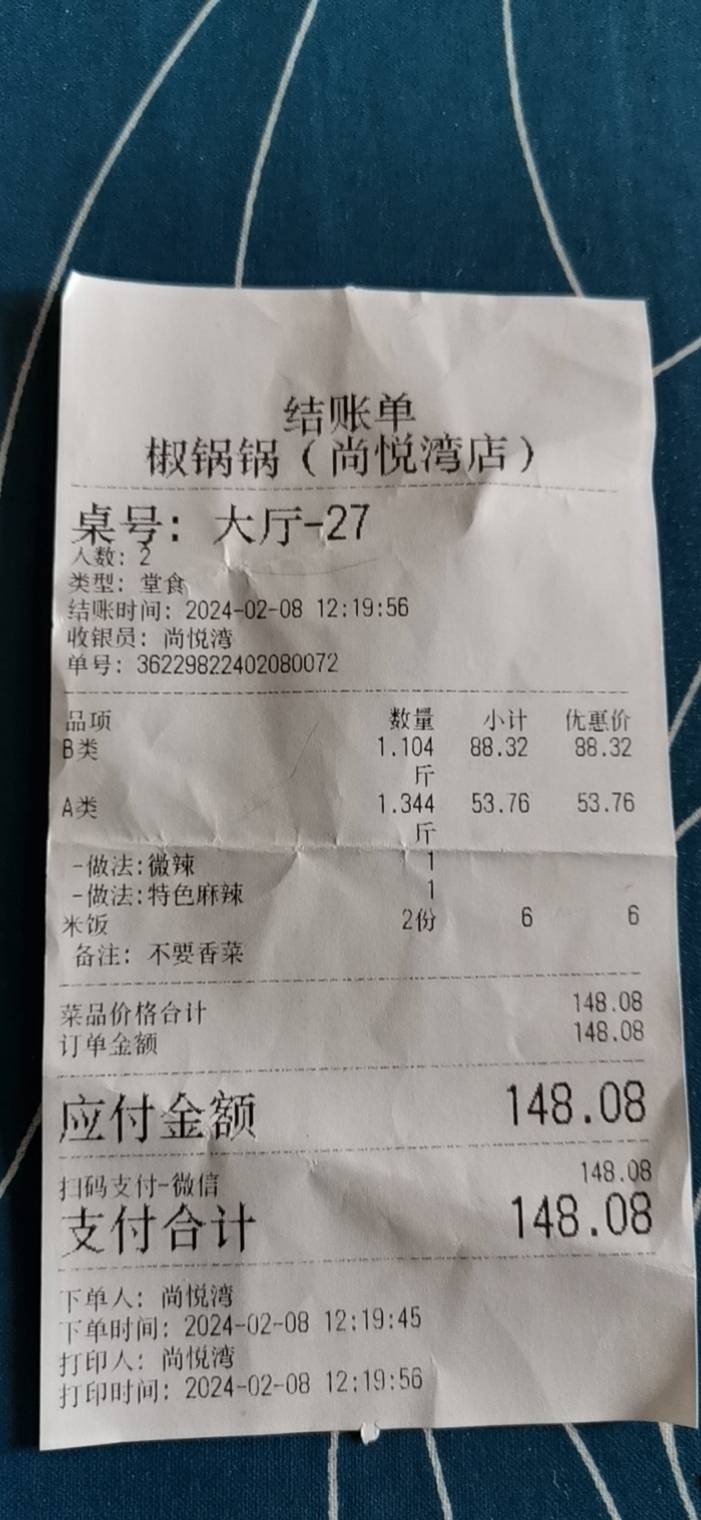 结账单
椒锅锅（尚悦湾店）
桌号：大厅-27
人数：2
类型：堂食
结账时间：2024-02-08 12:19:56
收银员：尚悦湾
单号：36229822402080072
品项 数量 小计 优惠价
B类 1.104 88.32 88.32
斤
A类 1.344 53.76 53.76
斤
-做法:微辣 1
-做法:特色麻辣 1
米饭 2份 6 6
备注：不要香菜
菜品价格合计 148.08
订单金额 148.08
应付金额 148.08
扫码支付-微信 148.08
支付合计 148.08
下单人：尚悦湾
下单时间：2024-02-08 12:19:45
打印人：尚悦湾
打印时间：2024-02-08 12:19:56